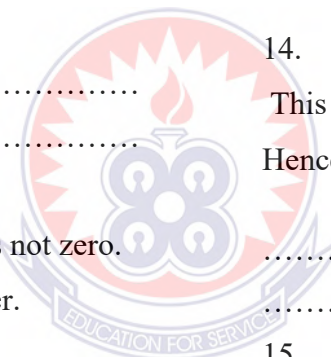 14.
This
……………
……………
Hence
s not zero.
er.
……
……
EDUCATION FOR SERVICE
15